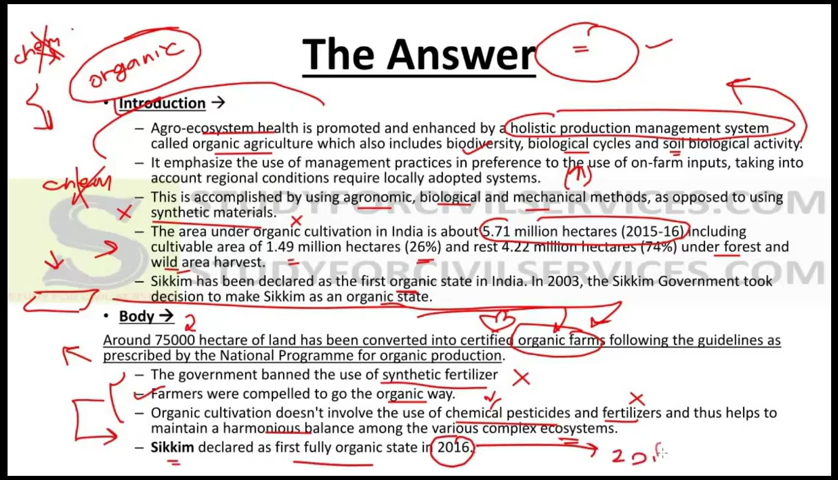 chem
organic
The Answer
=
• Introduction →
– Agro-ecosystem health is promoted and enhanced by a holistic production management system
called organic agriculture which also includes biodiversity, biological cycles and soil biological activity.
– It emphasize the use of management practices in preference to the use of on-farm inputs, taking into
account regional conditions require locally adopted systems.
chem
– This is accomplished by using agronomic, biological and mechanical methods, as opposed to using
synthetic materials.
STUDYFORCIVILSERVICES.COM
– The area under organic cultivation in India is about 5.71 million hectares (2015-16) including
cultivable area of 1.49 million hectares (26%) and rest 4.22 million hectares (74%) under forest and
wild area harvest.
STUDYFORCIVILSERVICES.COM
– Sikkim has been declared as the first organic state in India. In 2003, the Sikkim Government took
decision to make Sikkim as an organic state.
• Body →
2
Around 75000 hectare of land has been converted into certified organic farms following the guidelines as
prescribed by the National Programme for organic production.
– The government banned the use of synthetic fertilizer
– Farmers were compelled to go the organic way.
– Organic cultivation doesn't involve the use of chemical pesticides and fertilizers and thus helps to
maintain a harmonious balance among the various complex ecosystems.
– Sikkim declared as first fully organic state in 2016.